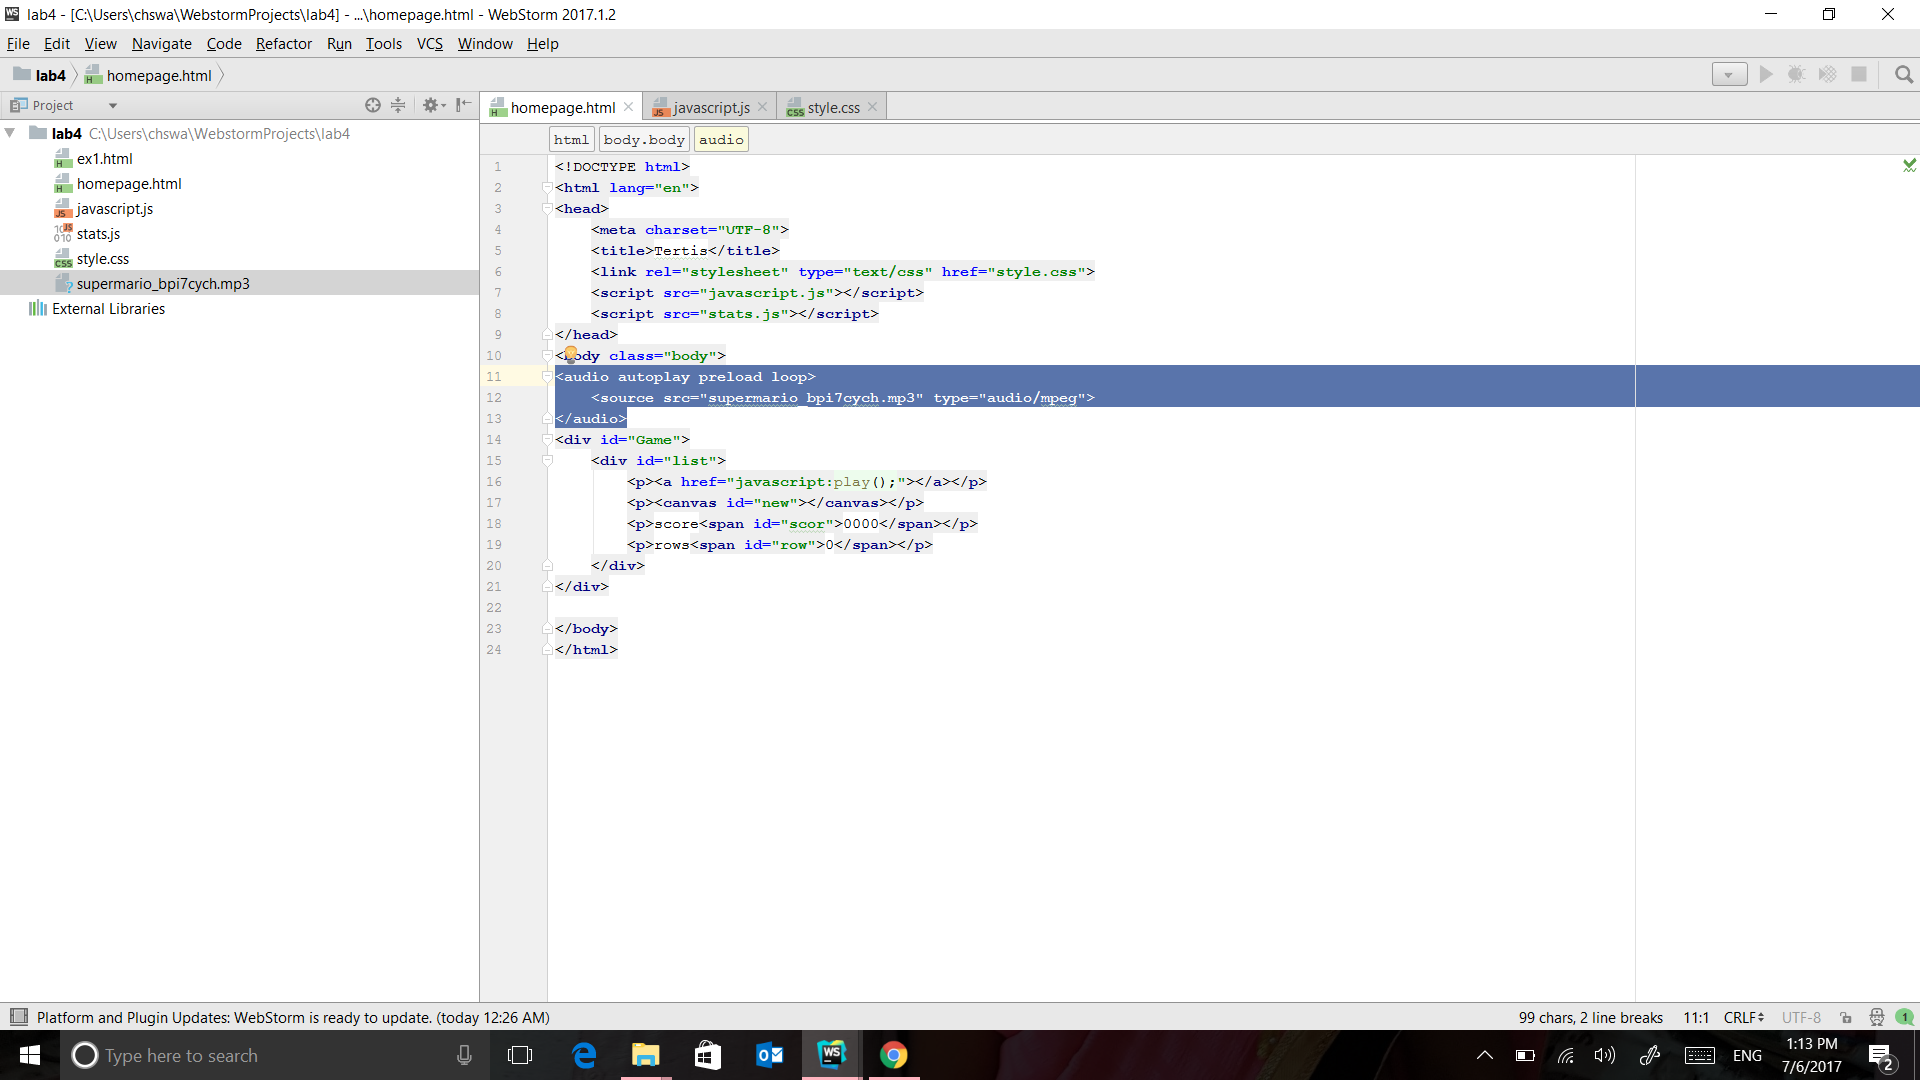 lab4 - [C:\Users\chswa\WebstormProjects\lab4] - ...\homepage.html - WebStorm 2017.1.2
File Edit View Navigate Code Refactor Run Tools VCS Window Help
lab4 homepage.html
Project
homepage.html javascript.js style.css
lab4 C:\Users\chswa\WebstormProjects\lab4
ex1.html
homepage.html
javascript.js
stats.js
style.css
supermario_bpi7cych.mp3
External Libraries
html body.body audio
1 <!DOCTYPE html>
2 <html lang="en">
3 <head>
4 <meta charset="UTF-8">
5 <title>Tertis</title>
6 <link rel="stylesheet" type="text/css" href="style.css">
7 <script src="javascript.js"></script>
8 <script src="stats.js"></script>
9 </head>
10 <body class="body">
11 <audio autoplay preload loop>
12 <source src="supermario_bpi7cych.mp3" type="audio/mpeg">
13 </audio>
14 <div id="Game">
15 <div id="list">
16 <p><a href="javascript:play();"></a></p>
17 <p><canvas id="new"></canvas></p>
18 <p>score<span id="scor">0000</span></p>
19 <p>rows<span id="row">0</span></p>
20 </div>
21 </div>
22
23 </body>
24 </html>
Platform and Plugin Updates: WebStorm is ready to update. (today 12:26 AM)
99 chars, 2 line breaks 11:1 CRLF UTF-8 1
Type here to search
ENG
1:13 PM
7/6/2017
2